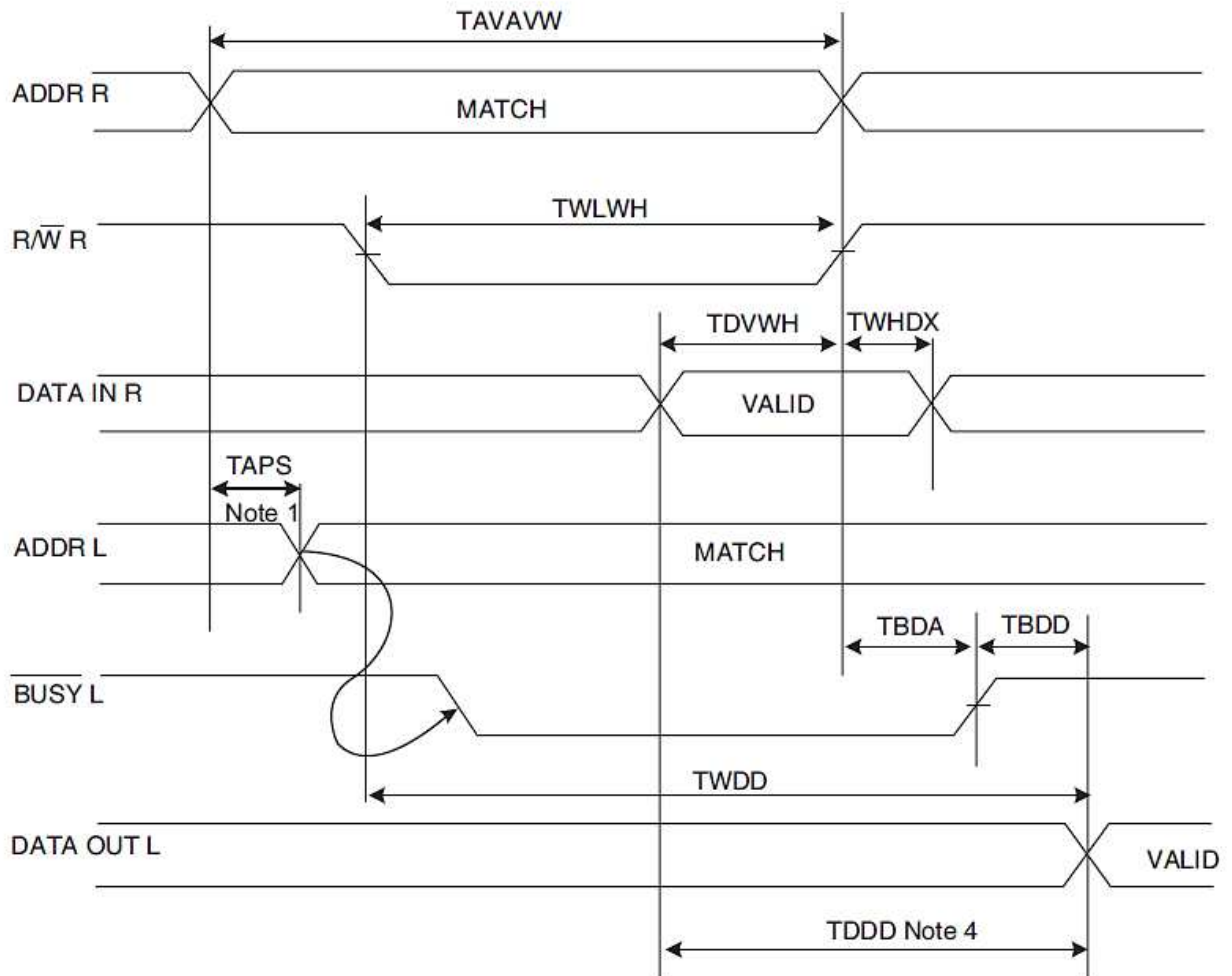 TAVAVW
ADDR R
MATCH
TWLWH
R/W̅ R
TDVWH TWHDX
DATA IN R
VALID
TAPS
Note 1
ADDR L
MATCH
TBDA TBDD
B̅U̅S̅Y̅ L
TWDD
DATA OUT L
VALID
TDDD Note 4